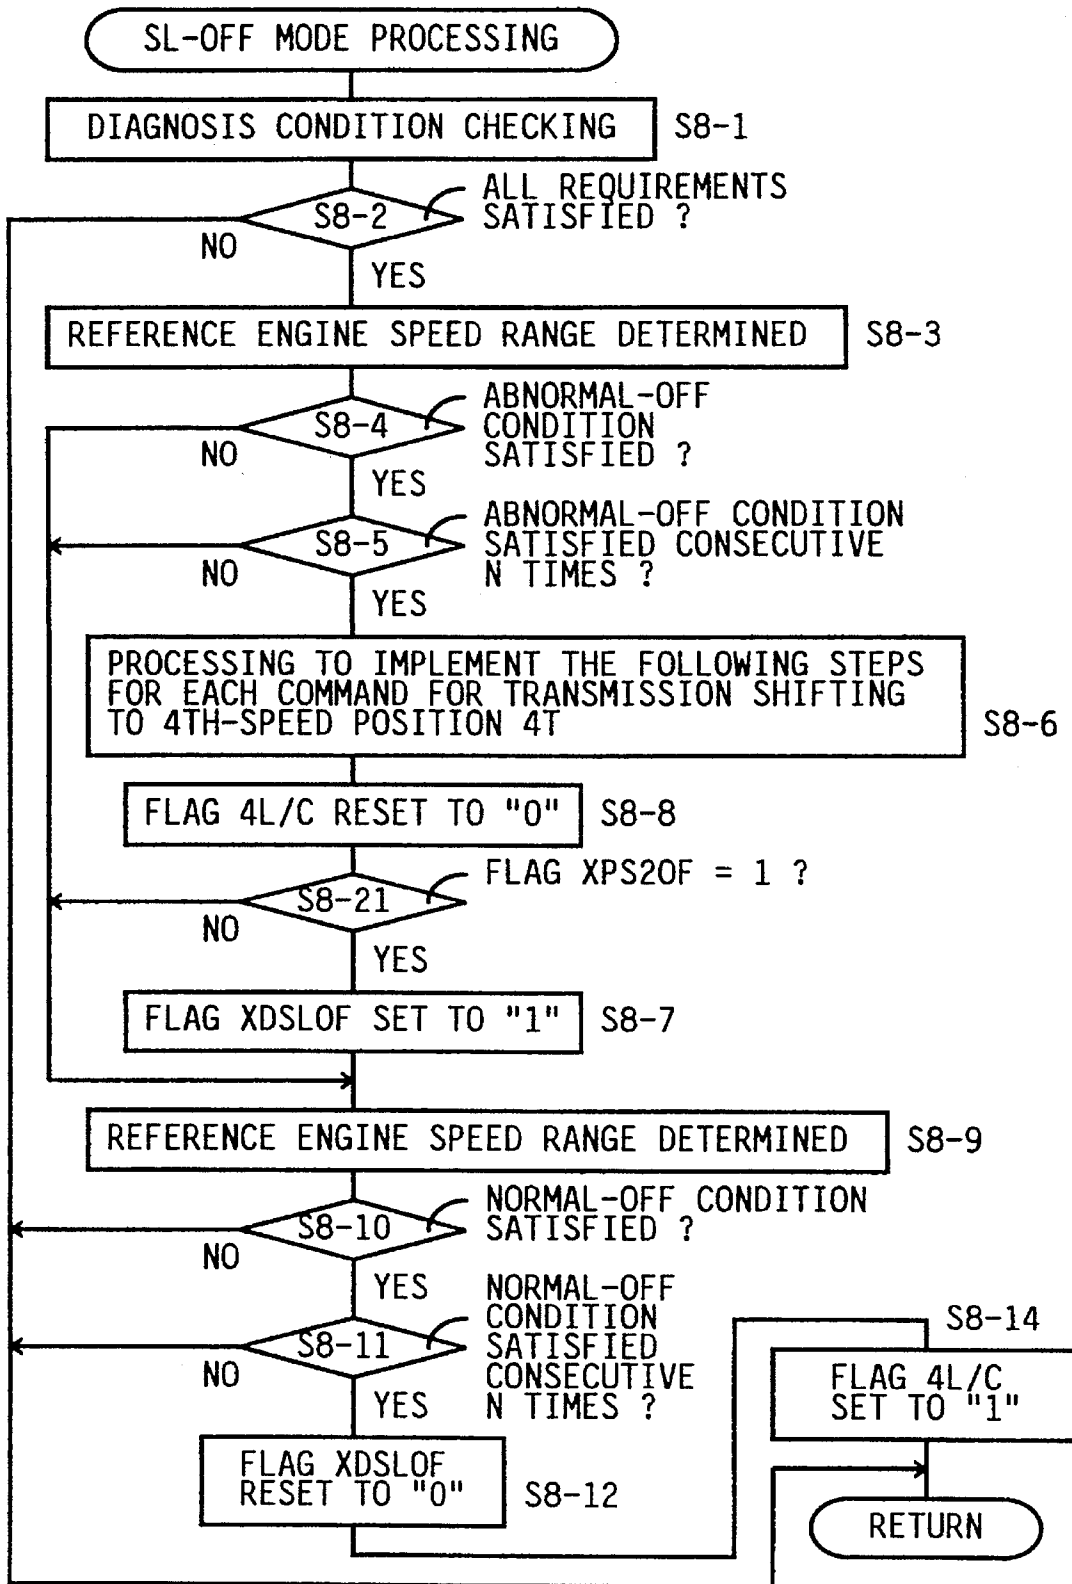 SL-OFF MODE PROCESSING
DIAGNOSIS CONDITION CHECKING
S8-1
S8-2
ALL REQUIREMENTS
SATISFIED ?
NO
YES
REFERENCE ENGINE SPEED RANGE DETERMINED
S8-3
S8-4
ABNORMAL-OFF
CONDITION
SATISFIED ?
NO
YES
S8-5
ABNORMAL-OFF CONDITION
SATISFIED CONSECUTIVE
N TIMES ?
NO
YES
PROCESSING TO IMPLEMENT THE FOLLOWING STEPS
FOR EACH COMMAND FOR TRANSMISSION SHIFTING
TO 4TH-SPEED POSITION 4T
S8-6
FLAG 4L/C RESET TO "0"
S8-8
S8-21
FLAG XPS2OF = 1 ?
NO
YES
FLAG XDSLOF SET TO "1"
S8-7
REFERENCE ENGINE SPEED RANGE DETERMINED
S8-9
S8-10
NORMAL-OFF CONDITION
SATISFIED ?
NO
YES
S8-11
NORMAL-OFF
CONDITION
SATISFIED
CONSECUTIVE
N TIMES ?
NO
YES
FLAG XDSLOF
RESET TO "0"
S8-12
S8-14
FLAG 4L/C
SET TO "1"
RETURN